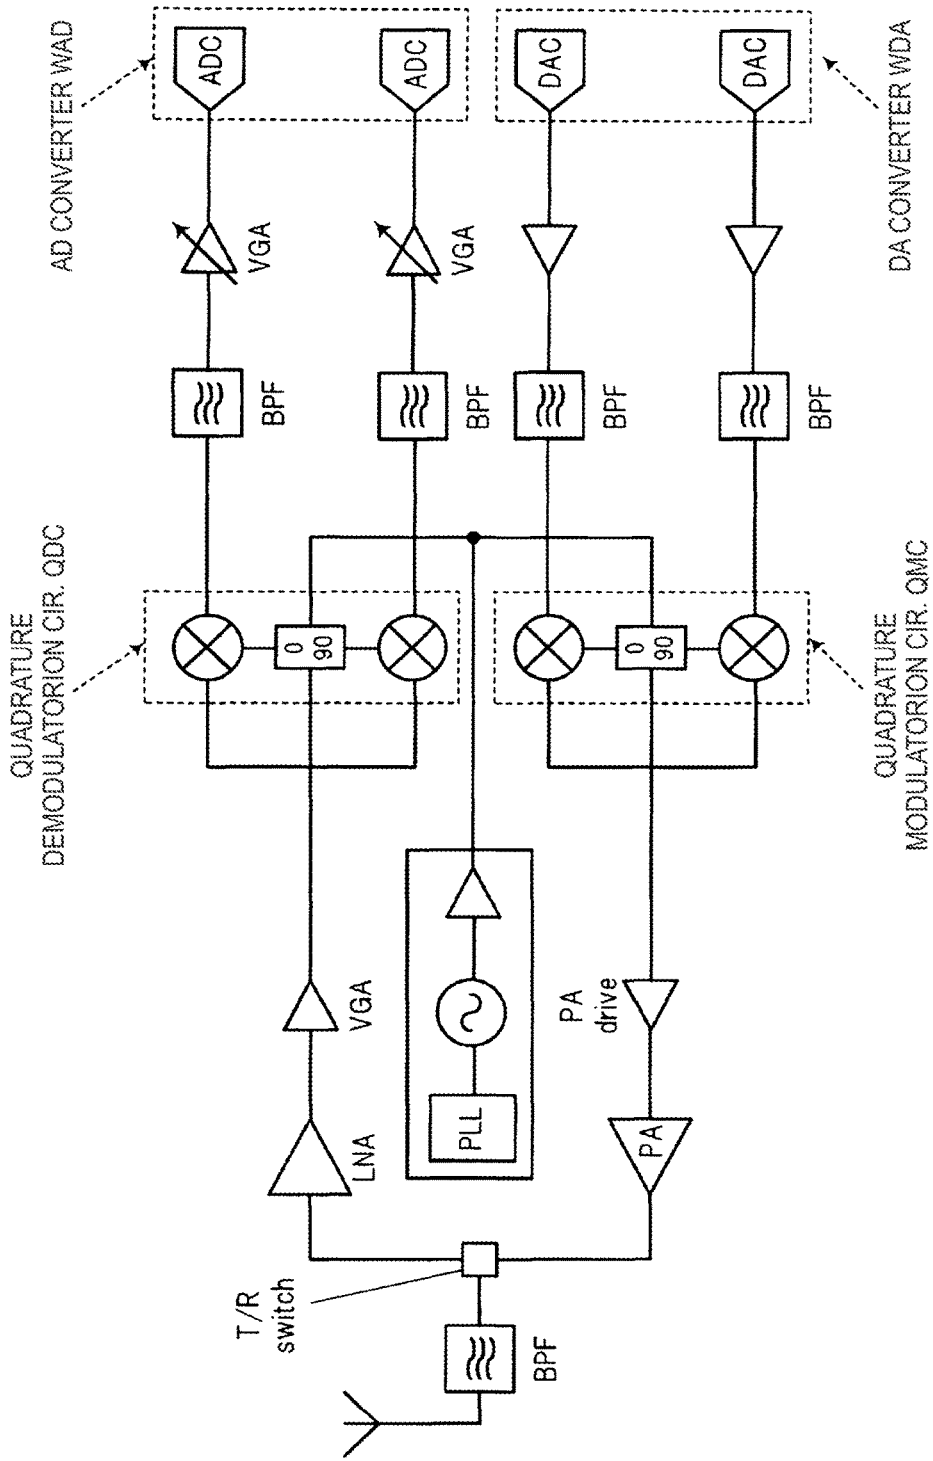 AD CONVERTER WAD
ADC
ADC
DAC
DAC
DA CONVERTER WDA
VGA
VGA
BPF
BPF
BPF
BPF
QUADRATURE
DEMODULATORION CIR. QDC
0
90
0
90
QUADRATURE
MODULATORION CIR. QMC
VGA
LNA
PLL
PA
drive
PA
T/R
switch
BPF